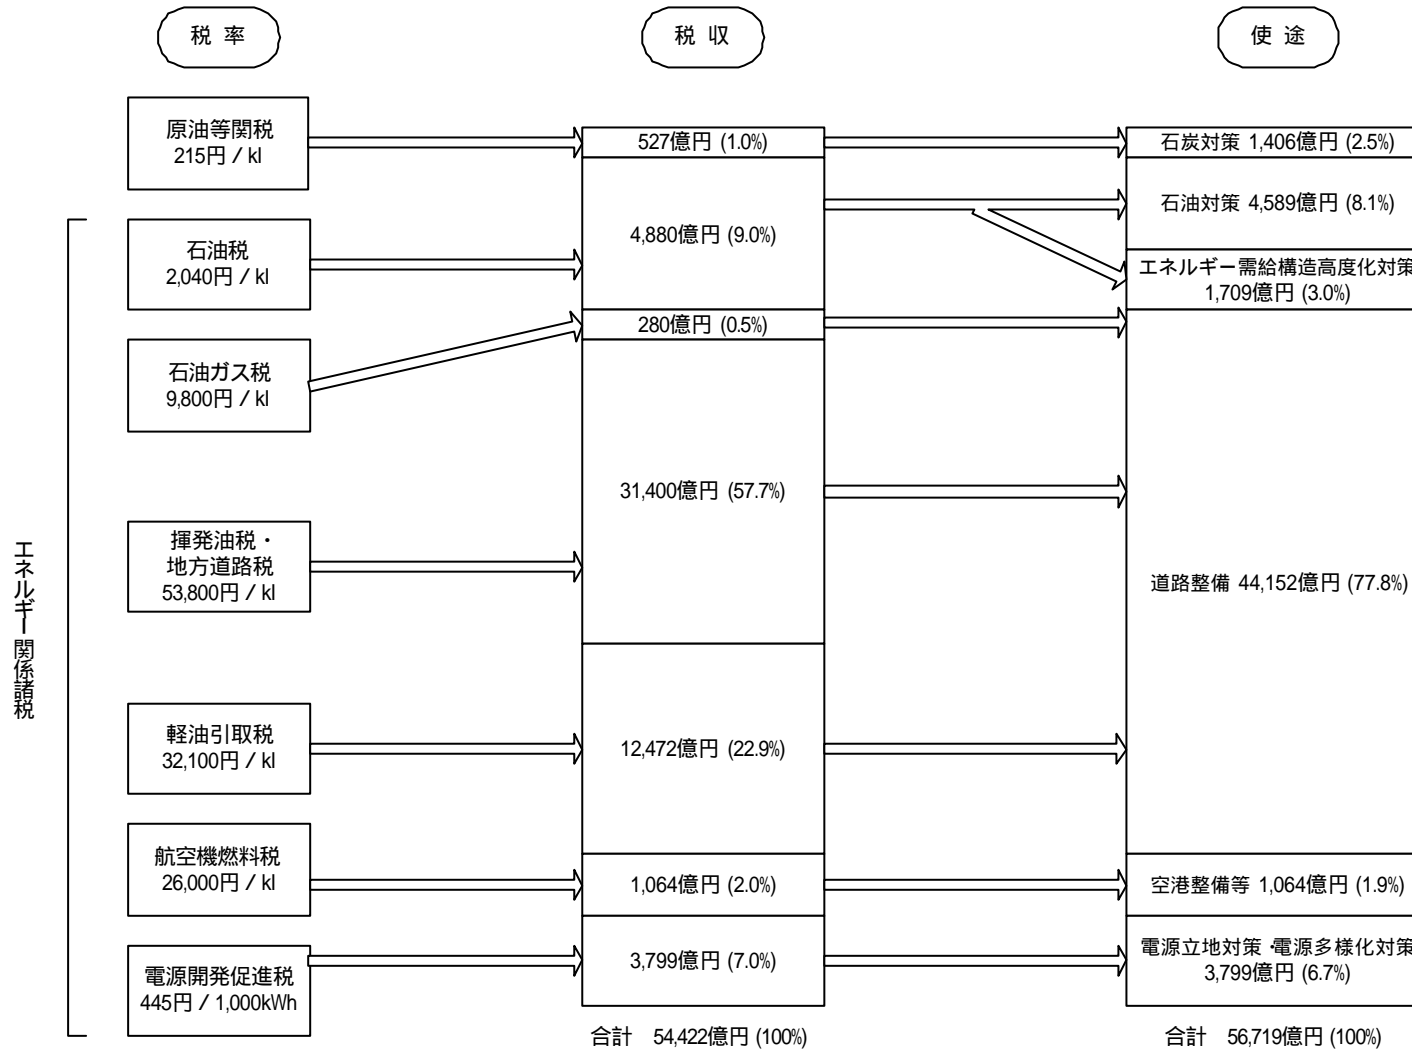 税 率
税 収
使 途
原油等関税
215円 / kl
527億円 (1.0%)
石炭対策 1,406億円 (2.5%)
石油税
2,040円 / kl
4,880億円 (9.0%)
石油対策 4,589億円 (8.1%)
エネルギー需給構造高度化対策
1,709億円 (3.0%)
石油ガス税
9,800円 / kl
280億円 (0.5%)
揮発油税・
地方道路税
53,800円 / kl
31,400億円 (57.7%)
道路整備 44,152億円 (77.8%)
エネルギー関係諸税
軽油引取税
32,100円 / kl
12,472億円 (22.9%)
航空機燃料税
26,000円 / kl
1,064億円 (2.0%)
空港整備等 1,064億円 (1.9%)
電源開発促進税
445円 / 1,000kWh
3,799億円 (7.0%)
電源立地対策・電源多様化対策
3,799億円 (6.7%)
合計 54,422億円 (100%)
合計 56,719億円 (100%)